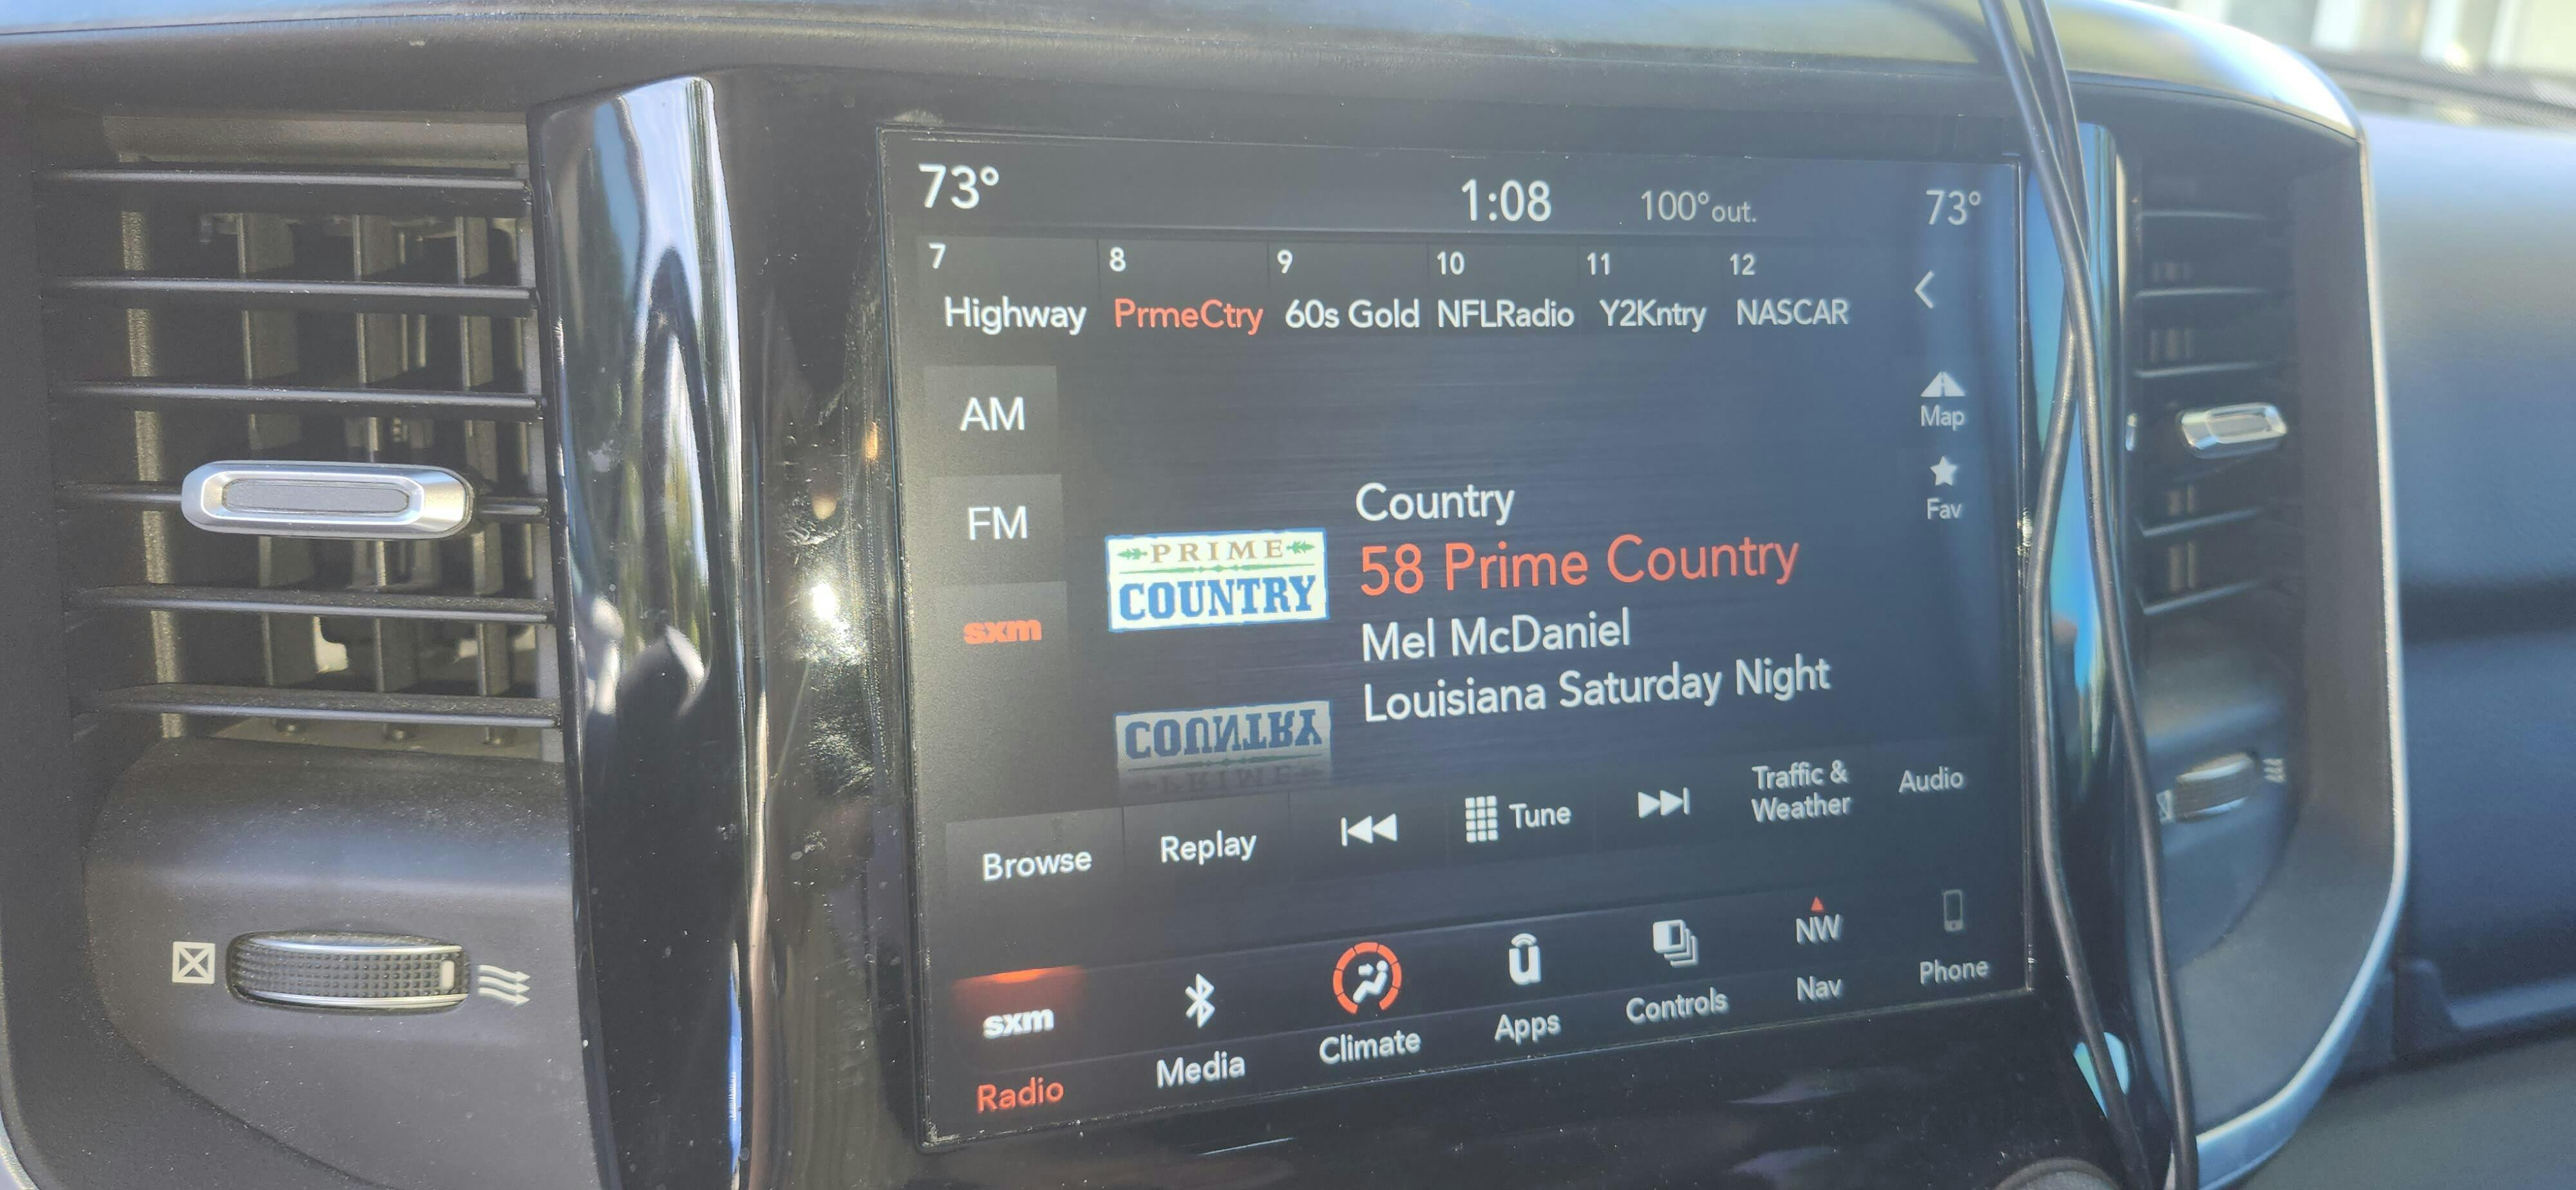 73° 1:08 100°out. 73°
7 8 9 10 11 12
Highway PrmeCtry 60s Gold NFLRadio Y2Kntry NASCAR
AM
Map
FM
Fav
sxm
PRIME
COUNTRY
Country
58 Prime Country
Mel McDaniel
Louisiana Saturday Night
COUNTRY
PRIME
Browse Replay Tune Traffic & Audio
Weather
sxm NW
Radio Media Climate Apps Controls Nav Phone